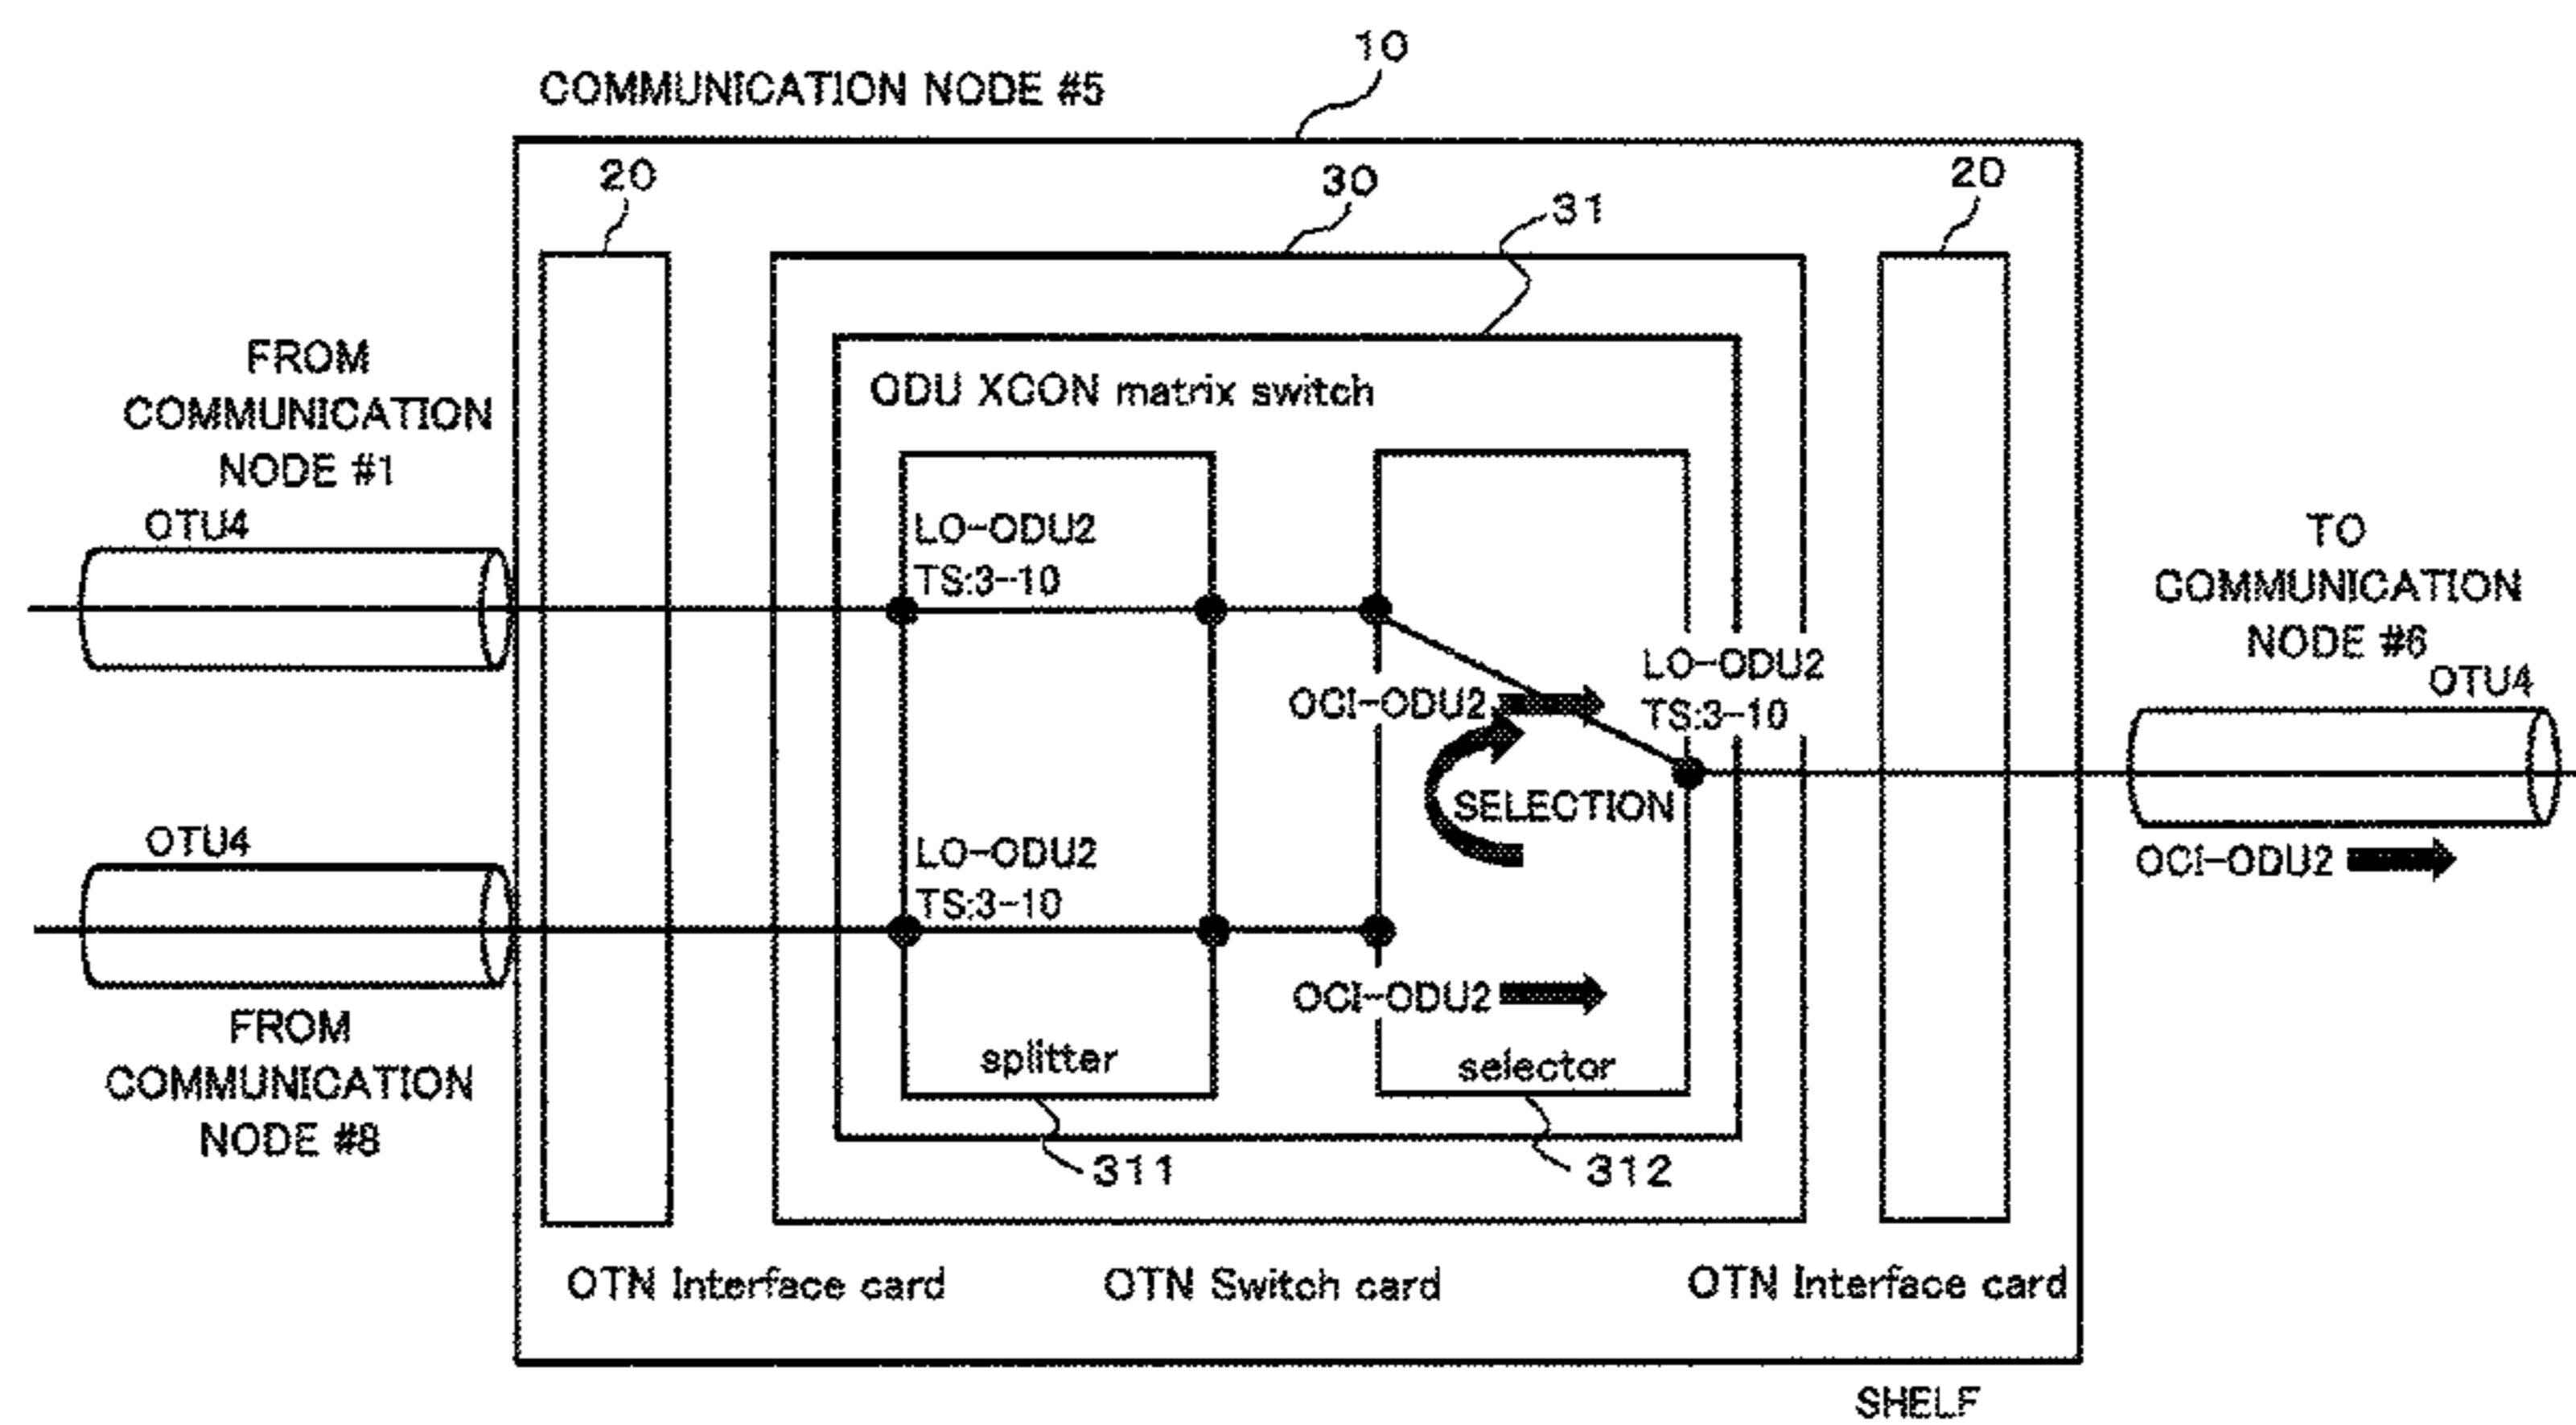 10
COMMUNICATION NODE #5
20
30
31
20
FROM
COMMUNICATION
NODE #1
OTU4
ODU XCON matrix switch
LO-ODU2
TS:3-10
TO
COMMUNICATION
NODE #6
OTU4
OCI-ODU2
LO-ODU2
TS:3-10
SELECTION
OTU4
LO-ODU2
TS:3-10
OCI-ODU2
OCI-ODU2
FROM
COMMUNICATION
NODE #8
splitter
selector
311
312
OTN Interface card
OTN Switch card
OTN Interface card
SHELF